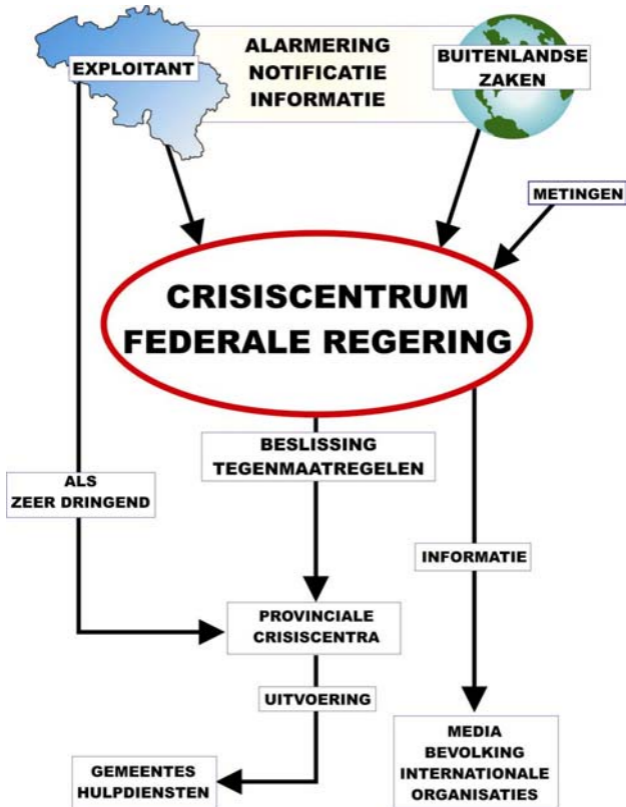 EXPLOITANT
ALARMERING
NOTIFICATIE
INFORMATIE
BUITENLANDSE
ZAKEN
METINGEN
CRISISCENTRUM
FEDERALE REGERING
BESLISSING
TEGENMAATREGELEN
ALS
ZEER DRINGEND
INFORMATIE
PROVINCIALE
CRISISCENTRA
UITVOERING
GEMEENTES
HULPDIENSTEN
MEDIA
BEVOLKING
INTERNATIONALE
ORGANISATIES